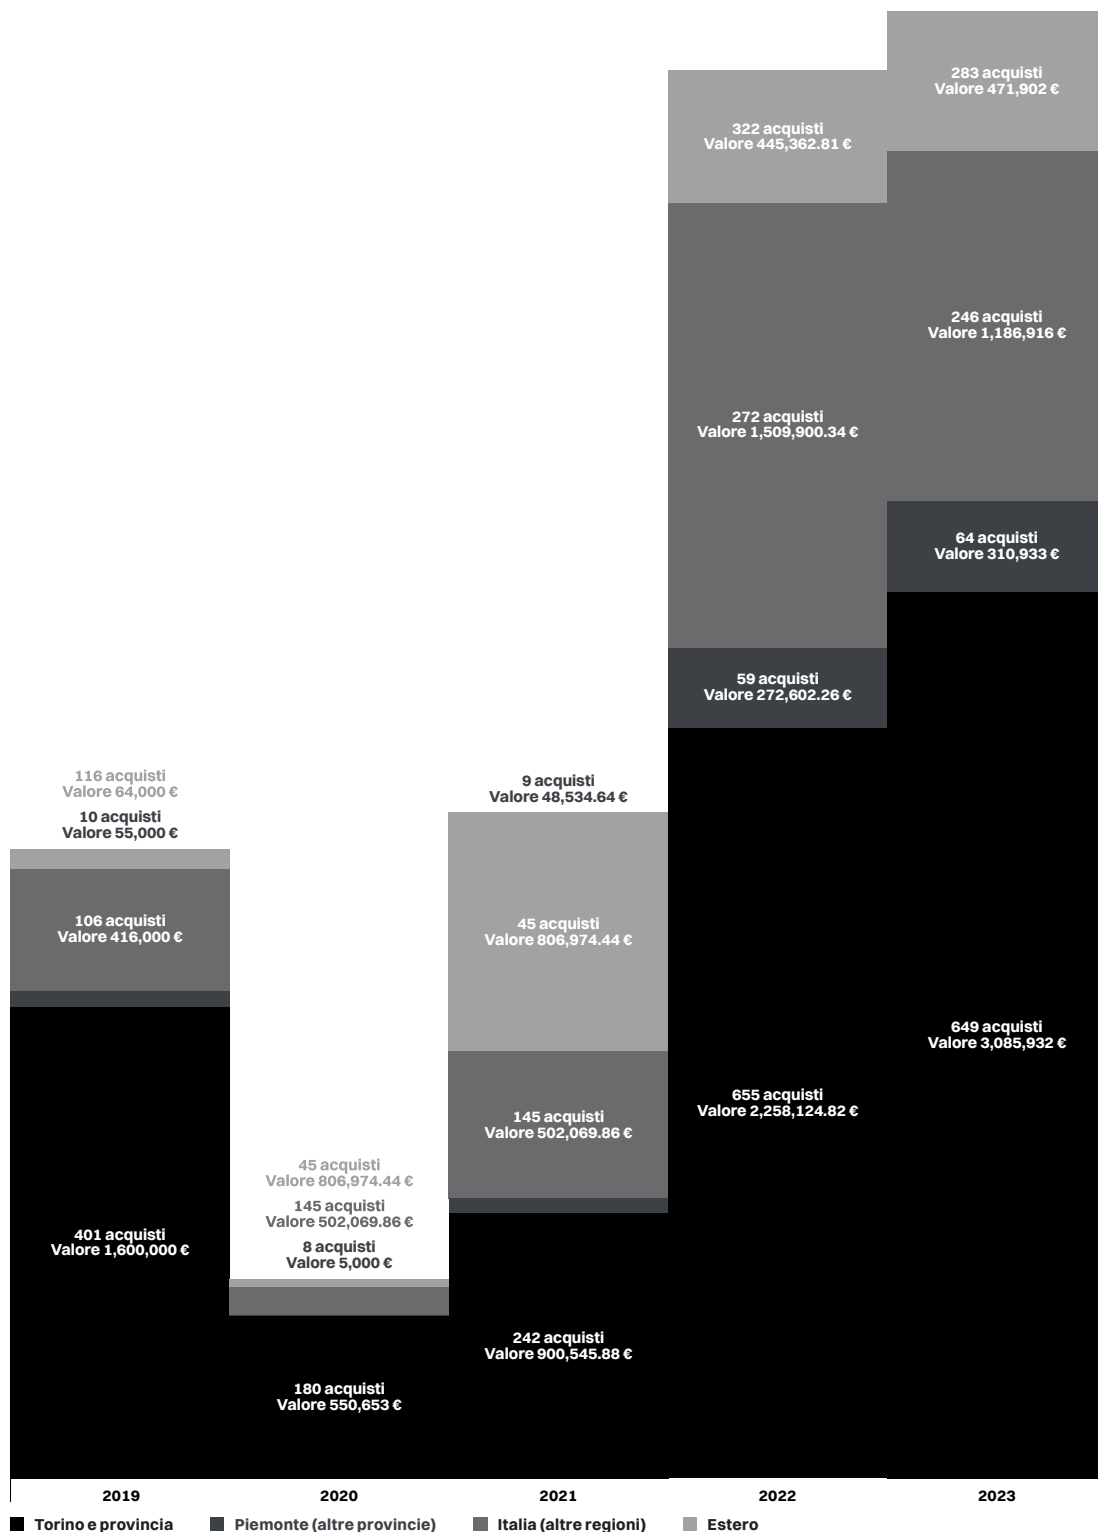 283 acquisti
Valore 471,902 €
322 acquisti
Valore 445,362.81 €
246 acquisti
Valore 1,186,916 €
272 acquisti
Valore 1,509,900.34 €
64 acquisti
Valore 310,933 €
59 acquisti
Valore 272,602.26 €
116 acquisti
Valore 64,000 €
10 acquisti
Valore 55,000 €
9 acquisti
Valore 48,534.64 €
106 acquisti
Valore 416,000 €
45 acquisti
Valore 806,974.44 €
649 acquisti
Valore 3,085,932 €
655 acquisti
Valore 2,258,124.82 €
145 acquisti
Valore 502,069.86 €
45 acquisti
Valore 806,974.44 €
145 acquisti
Valore 502,069.86 €
8 acquisti
Valore 5,000 €
401 acquisti
Valore 1,600,000 €
242 acquisti
Valore 900,545.88 €
180 acquisti
Valore 550,653 €
2019 2020 2021 2022 2023
Torino e provincia Piemonte (altre provincie) Italia (altre regioni) Estero